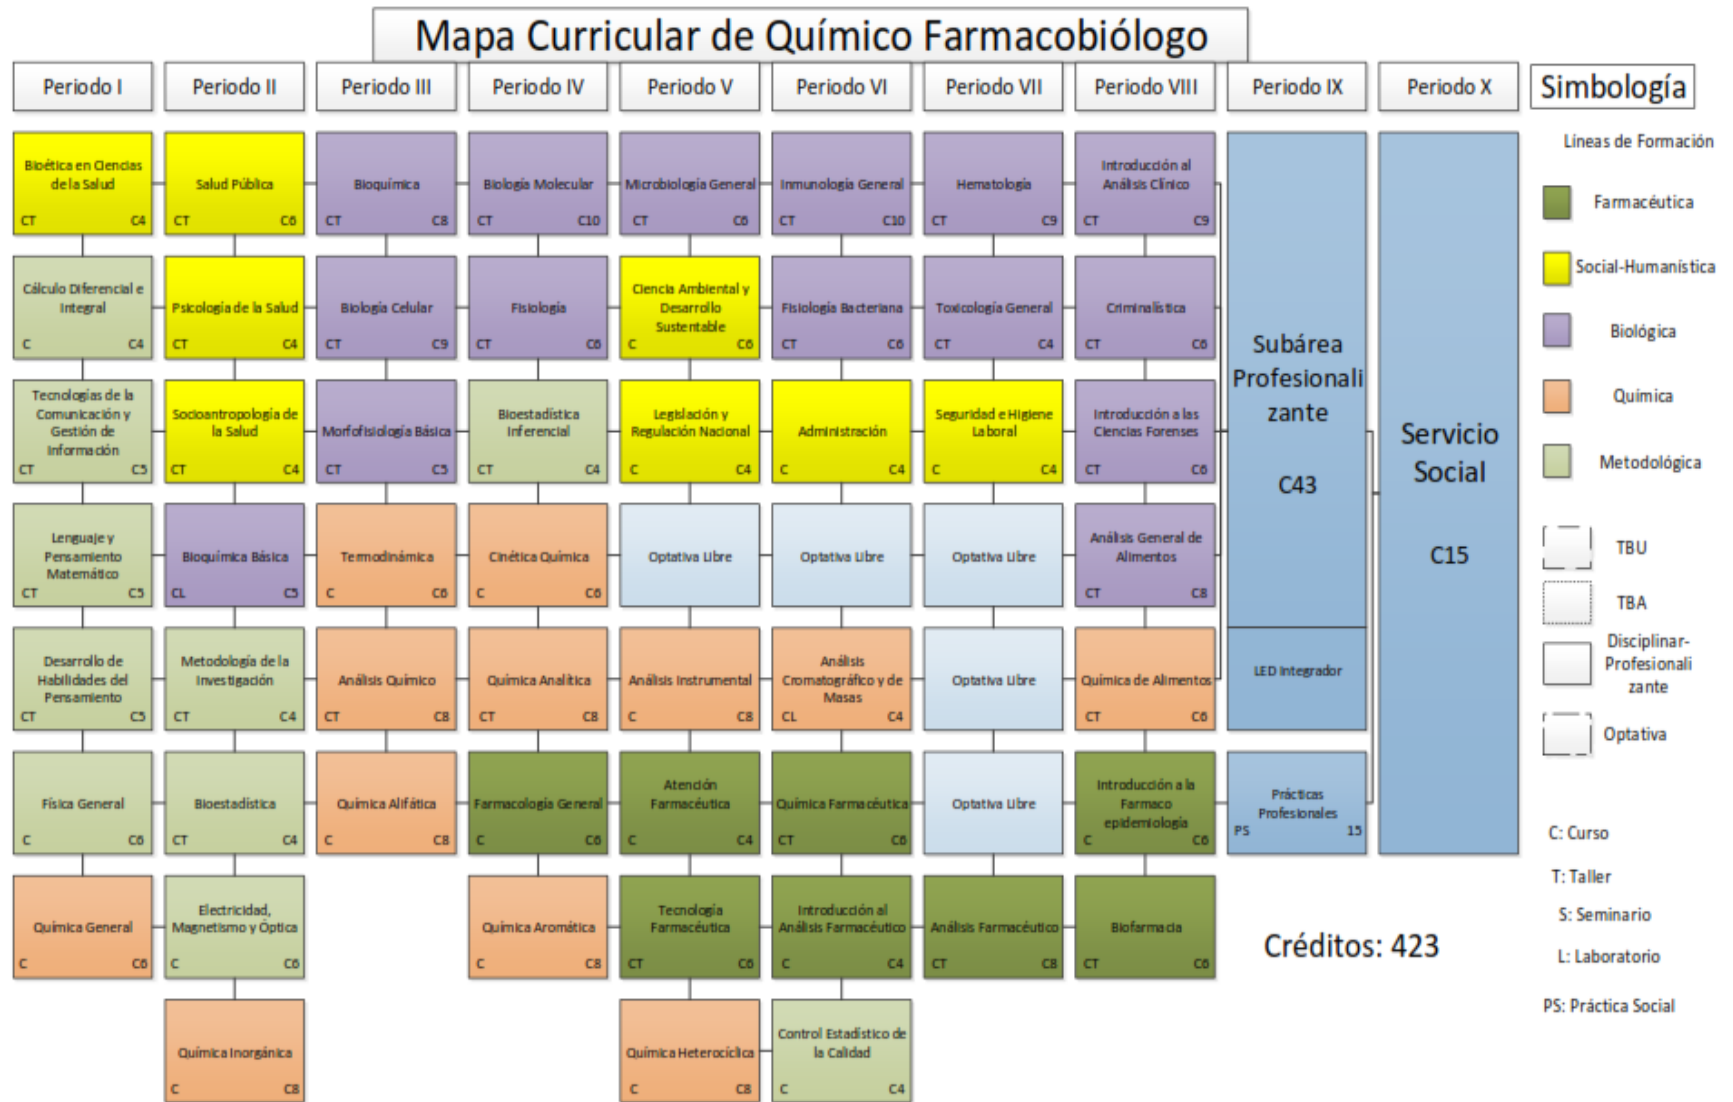 Mapa Curricular de Químico Farmacobiólogo
Periodo I
Periodo II
Periodo III
Periodo IV
Periodo V
Periodo VI
Periodo VII
Periodo VIII
Periodo IX
Periodo X
Bioética en Ciencias
de la Salud
CT C4
Cálculo Diferencial e
Integral
C C4
Tecnologías de la
Comunicación y
Gestión de
Información
CT C5
Lenguaje y
Pensamiento
Matemático
CT C5
Desarrollo de
Habilidades del
Pensamiento
CT C5
Física General
C C6
Química General
C C6
Salud Pública
CT C6
Psicología de la Salud
CT C4
Socioantropología de
la Salud
CT C4
Bioquímica Básica
CL C5
Metodología de la
Investigación
CT C4
Bioestadística
CT C4
Electricidad,
Magnetismo y Óptica
C C6
Química Inorgánica
C C8
Bioquímica
CT C8
Biología Celular
CT C9
Morfofisiología Básica
CT C5
Termodinámica
C C6
Análisis Químico
CT C8
Química Alifática
C C8
Biología Molecular
CT C10
Fisiología
CT C6
Bioestadística
Inferencial
CT C4
Cinética Química
C C6
Química Analítica
CT C8
Farmacología General
C C6
Química Aromática
C C8
Microbiología General
CT C6
Ciencia Ambiental y
Desarrollo
Sustentable
C C6
Legislación y
Regulación Nacional
C C4
Optativa Libre
Análisis Instrumental
C C8
Atención
Farmacéutica
C C4
Tecnología
Farmacéutica
CT C6
Química Heterocíclica
C C8
Inmunología General
CT C10
Fisiología Bacteriana
CT C6
Administración
C C4
Optativa Libre
Análisis
Cromatográfico y de
Masas
CL C4
Química Farmacéutica
CT C6
Introducción al
Análisis Farmacéutico
C C4
Control Estadístico de
la Calidad
C C4
Hematología
CT C9
Toxicología General
CT C4
Seguridad e Higiene
Laboral
C C4
Optativa Libre
Optativa Libre
Optativa Libre
Análisis Farmacéutico
CT C8
Introducción al
Análisis Clínico
CT C9
Criminalística
CT C6
Introducción a las
Ciencias Forenses
CT C6
Análisis General de
Alimentos
CT C8
Química de Alimentos
CT C6
Introducción a la
Farmaco
epidemiología
C C6
Biofarmacia
CT C6
Subárea
Profesionali
zante
C43
LED Integrador
Prácticas
Profesionales
PS 15
Servicio
Social
C15
Créditos: 423
Simbología
Líneas de Formación
Farmacéutica
Social-Humanística
Biológica
Química
Metodológica
TBU
TBA
Disciplinar-
Profesionali
zante
Optativa
C: Curso
T: Taller
S: Seminario
L: Laboratorio
PS: Práctica Social